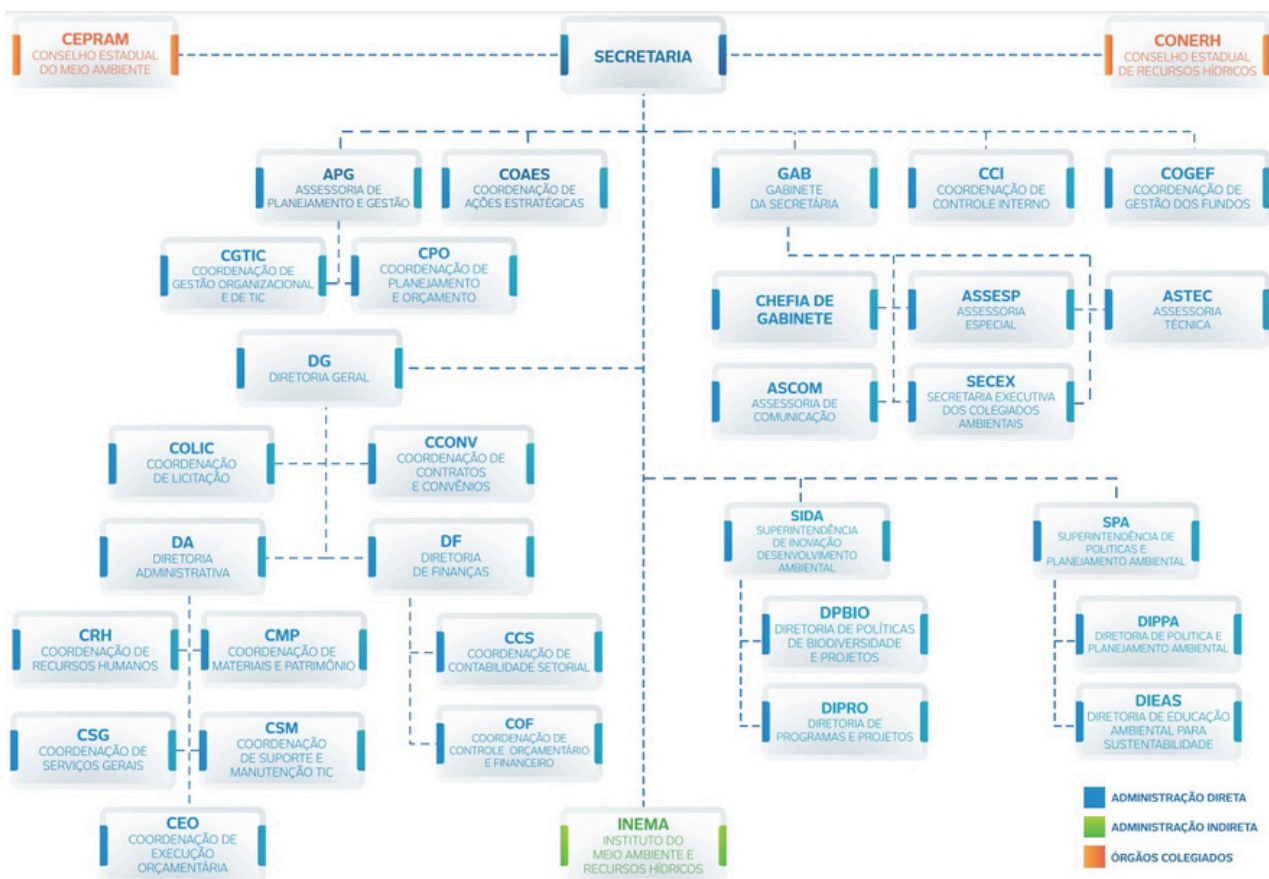 CEPRAM
CONSELHO ESTADUAL
DO MEIO AMBIENTE
SECRETARIA
CONERH
CONSELHO ESTADUAL
DE RECURSOS HÍDRICOS
APG
ASSESSORIA DE
PLANEJAMENTO E GESTÃO
COAES
COORDENAÇÃO DE
AÇÕES ESTRATÉGICAS
GAB
GABINETE
DA SECRETÁRIA
CCI
COORDENAÇÃO DE
CONTROLE INTERNO
COGEF
COORDENAÇÃO DE
GESTÃO DOS FUNDOS
CGTIC
COORDENAÇÃO DE
GESTÃO ORGANIZACIONAL
E DE TIC
CPO
COORDENAÇÃO DE
PLANEJAMENTO
E ORÇAMENTO
CHEFIA DE
GABINETE
ASSESP
ASSESSORIA
ESPECIAL
ASTEC
ASSESSORIA
TÉCNICA
DG
DIRETORIA GERAL
ASCOM
ASSESSORIA DE
COMUNICAÇÃO
SECEX
SECRETARIA EXECUTIVA
DOS COLEGIADOS
AMBIENTAIS
COLIC
COORDENAÇÃO
DE LICITAÇÃO
CCONV
COORDENAÇÃO DE
CONTRATOS
E CONVÊNIOS
SIDA
SUPERINTENDÊNCIA
DE INOVAÇÃO
DESENVOLVIMENTO
AMBIENTAL
SPA
SUPERINTENDÊNCIA DE
POLITICAS E
PLANEJAMENTO AMBIENTAL
DA
DIRETORIA
ADMINISTRATIVA
DF
DIRETORIA
DE FINANÇAS
CRH
COORDENAÇÃO DE
RECURSOS HUMANOS
CMP
COORDENAÇÃO DE
MATERIAIS E PATRIMÔNIO
CCS
COORDENAÇÃO DE
CONTABILIDADE SETORIAL
DPBIO
DIRETORIA DE POLÍTICAS
DE BIODIVERSIDADE
E PROJETOS
DIPPA
DIRETORIA DE POLITICA E
PLANEJAMENTO AMBIENTAL
CSG
COORDENAÇÃO DE
SERVIÇOS GERAIS
CSM
COORDENAÇÃO
DE SUPORTE E
MANUTENÇÃO TIC
COF
COORDENAÇÃO DE
CONTROLE ORÇAMENTÁRIO
E FINANCEIRO
DIPRO
DIRETORIA DE
PROGRAMAS E PROJETOS
DIEAS
DIRETORIA DE EDUCAÇÃO
AMBIENTAL PARA
SUSTENTABILIDADE
CEO
COORDENAÇÃO DE
EXECUÇÃO
ORÇAMENTÁRIA
INEMA
INSTITUTO DO
MEIO AMBIENTE E
RECURSOS HÍDRICOS
ADMINISTRAÇÃO DIRETA
ADMINISTRAÇÃO INDIRETA
ÓRGÃOS COLEGIADOS